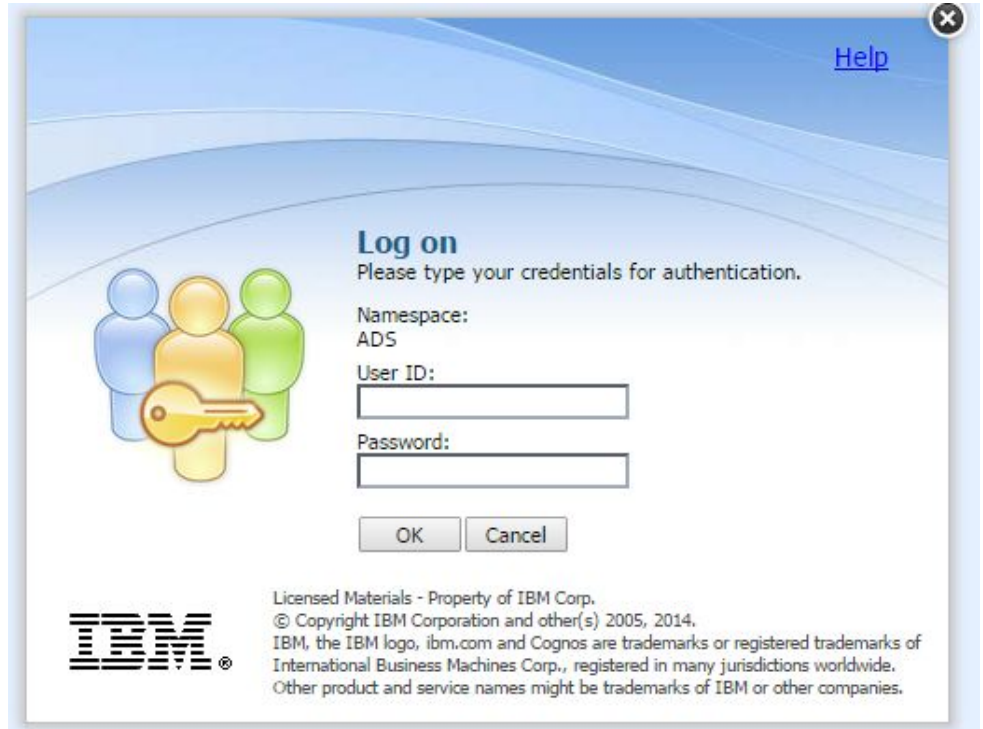 Help
Log on
Please type your credentials for authentication.
Namespace:
ADS
User ID:
Password:
OK Cancel
Licensed Materials - Property of IBM Corp.
© Copyright IBM Corporation and other(s) 2005, 2014.
IBM, the IBM logo, ibm.com and Cognos are trademarks or registered trademarks of
International Business Machines Corp., registered in many jurisdictions worldwide.
Other product and service names might be trademarks of IBM or other companies.
IBM®